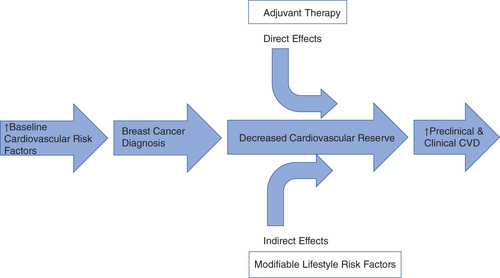 Adjuvant Therapy
Direct Effects
↑Baseline
Cardiovascular Risk
Factors
Breast Cancer
Diagnosis
Decreased Cardiovascular Reserve
↑Preclinical &
Clinical CVD
Indirect Effects
Modifiable Lifestyle Risk Factors